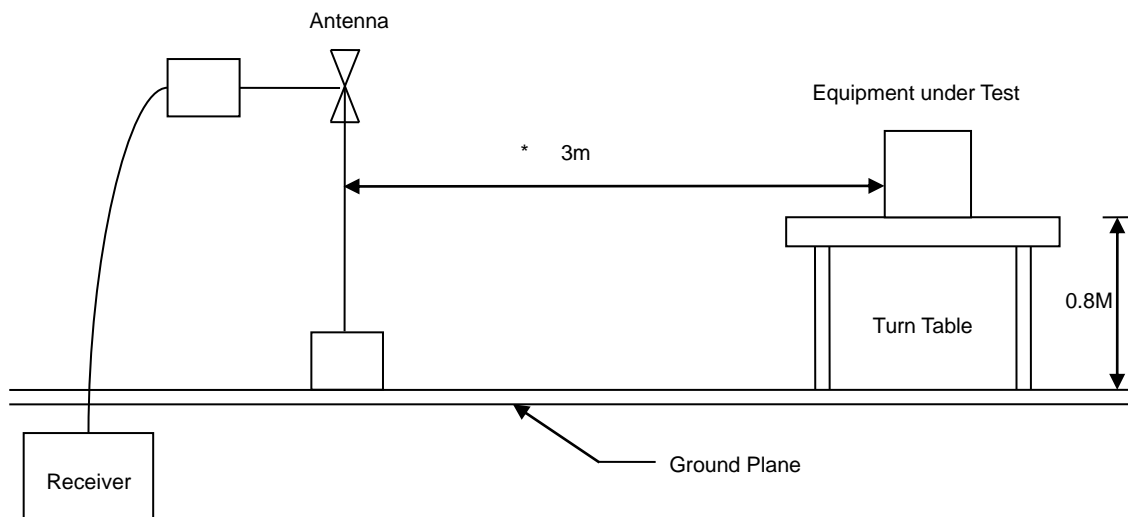 Antenna
Equipment under Test
* 3m
0.8M
Turn Table
Ground Plane
Receiver